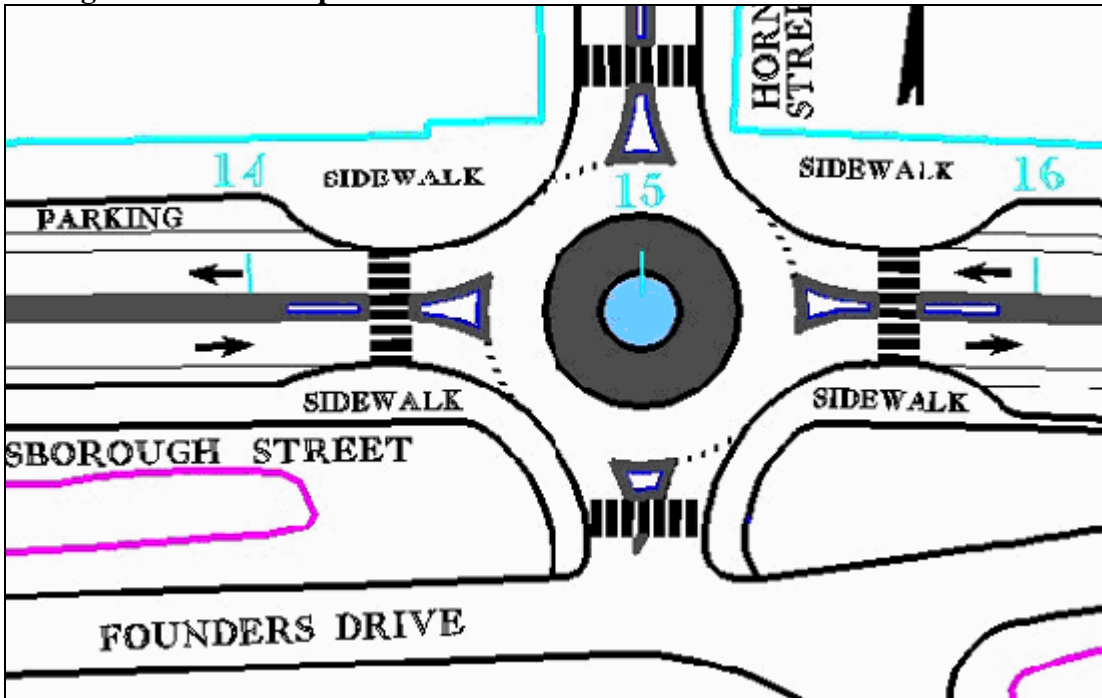 HORN
STREE
14
SIDEWALK
15
SIDEWALK
16
PARKING
SIDEWALK
SIDEWALK
SBOROUGH STREET
FOUNDERS DRIVE